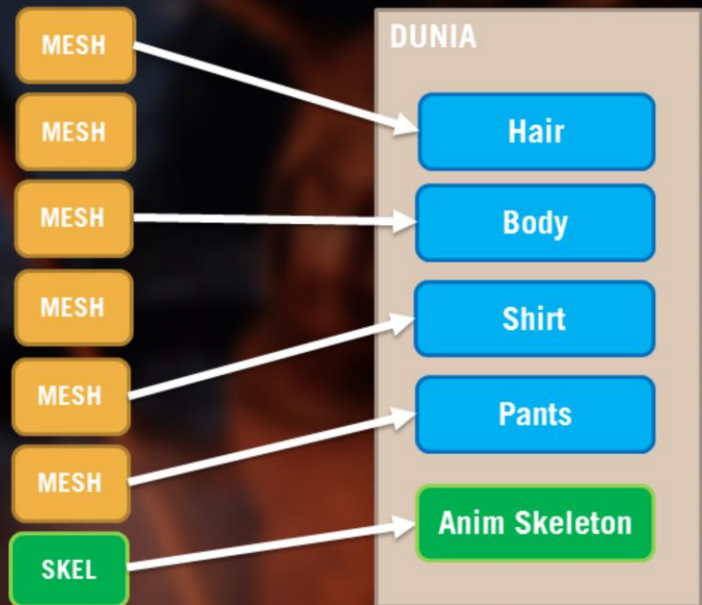 MESH
MESH
MESH
MESH
MESH
MESH
SKEL
DUNIA
Hair
Body
Shirt
Pants
Anim Skeleton